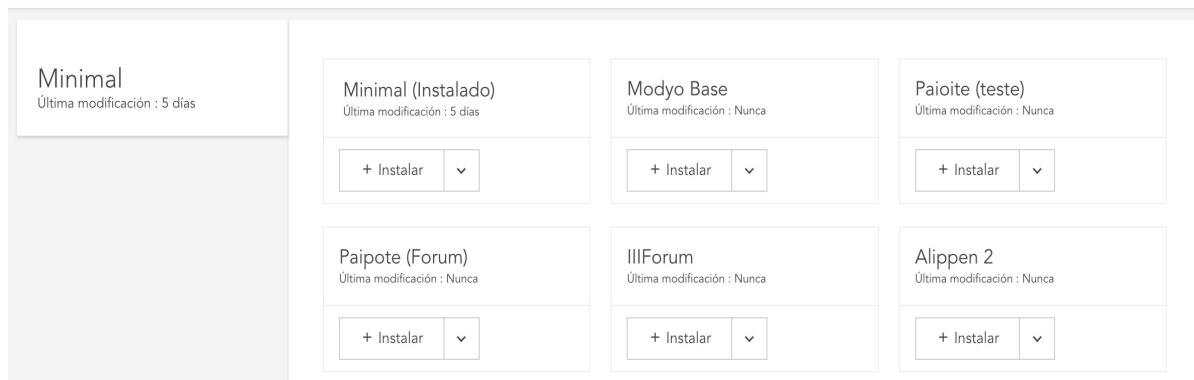 Minimal
Última modificación : 5 días
Minimal (Instalado)
Última modificación : 5 días
+ Instalar
Modyo Base
Última modificación : Nunca
+ Instalar
Paioite (teste)
Última modificación : Nunca
+ Instalar
Paipote (Forum)
Última modificación : Nunca
+ Instalar
IIIForum
Última modificación : Nunca
+ Instalar
Alippen 2
Última modificación : Nunca
+ Instalar